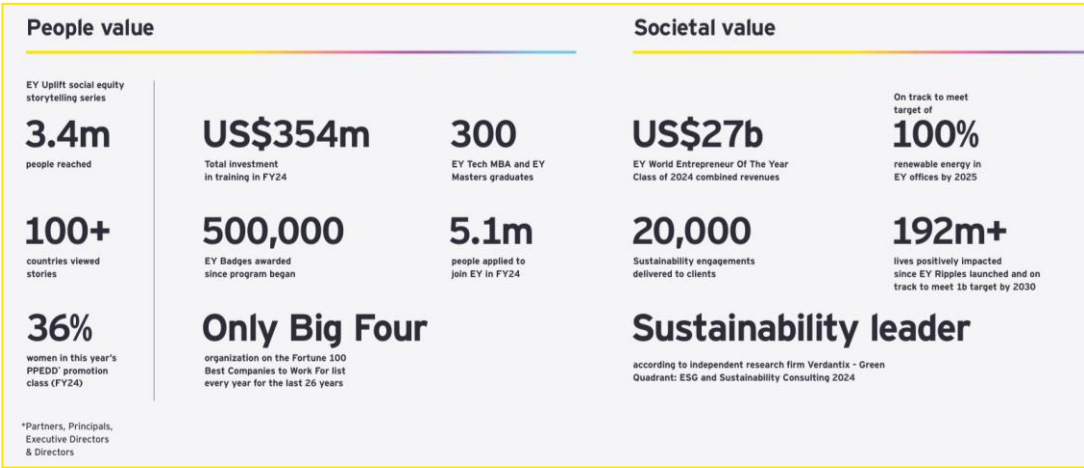 People value
EY Uplift social equity
storytelling series
3.4m
people reached
100+
countries viewed
stories
36%
women in this year's
PPEDD* promotion
class (FY24)
*Partners, Principals,
Executive Directors
& Directors
US$354m
Total investment
in training in FY24
300
EY Tech MBA and EY
Masters graduates
500,000
EY Badges awarded
since program began
5.1m
people applied to
join EY in FY24
Only Big Four
organization on the Fortune 100
Best Companies to Work For list
every year for the last 26 years
Societal value
US$27b
EY World Entrepreneur Of The Year
Class of 2024 combined revenues
On track to meet
target of
100%
renewable energy in
EY offices by 2025
20,000
Sustainability engagements
delivered to clients
192m+
lives positively impacted
since EY Ripples launched and on
track to meet 1b target by 2030
Sustainability leader
according to independent research firm Verdantix - Green
Quadrant: ESG and Sustainability Consulting 2024